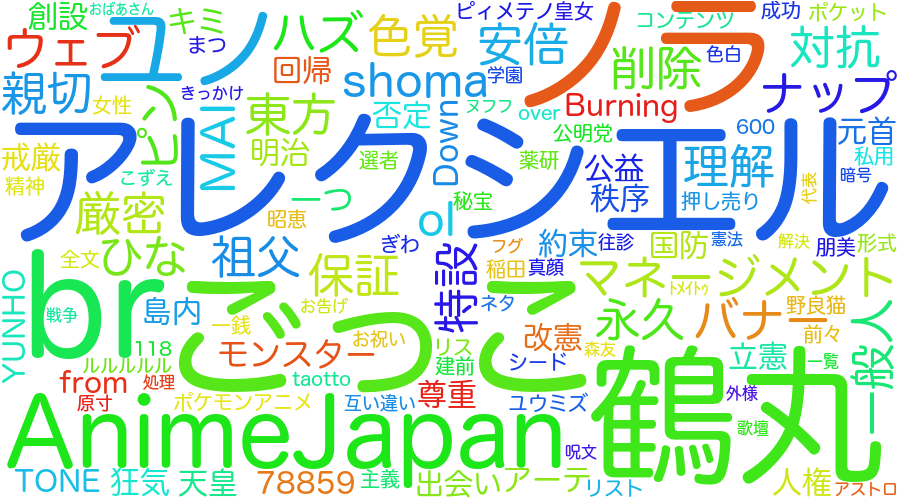 創設
おばあさん
キミ
ユノ
ハズ
色覚
ピィメテノ皇女
安倍
ノラ
コンテンツ
成功
ポケット
ウェブ
まつ
回帰
削除
色白
対抗
親切
女性
きっかけ
shoma
学園
ナップ
ピン
MAI
東方
否定
Down
ヌフフ
over
Burning
600
元首
アレクシエル
戒厳
精神
こずえ
明治
選者
薬研
公明党
公益
理解
私用
暗号
厳密
一つ
昭恵
ol
秘宝
秩序
押し売り
代表
全文
ひな
祖父
ぎわ
特設
約束
往診
国防
憲法
解決
朋美
形式
YUNHO
br
ごっこ
保証
お告げ
フグ
稲田
真顔
マネージメント
トメイトゥ
戦争
島内
一銭
お祝い
ネタ
永久
バナー
野良猫
前々
一般人
118
ルルルルル
モンスター
リス
建前
シード
改憲
森友
鶴丸
立憲
一覧
from
処理
taotto
原寸
ポケモンアニメ
互い違い
尊重
ユウミズ
外様
歌壇
AnimeJapan
呪文
TONE
狂気
天皇
78859
主義
出会い
アーテ
リスト
人権
アストロ